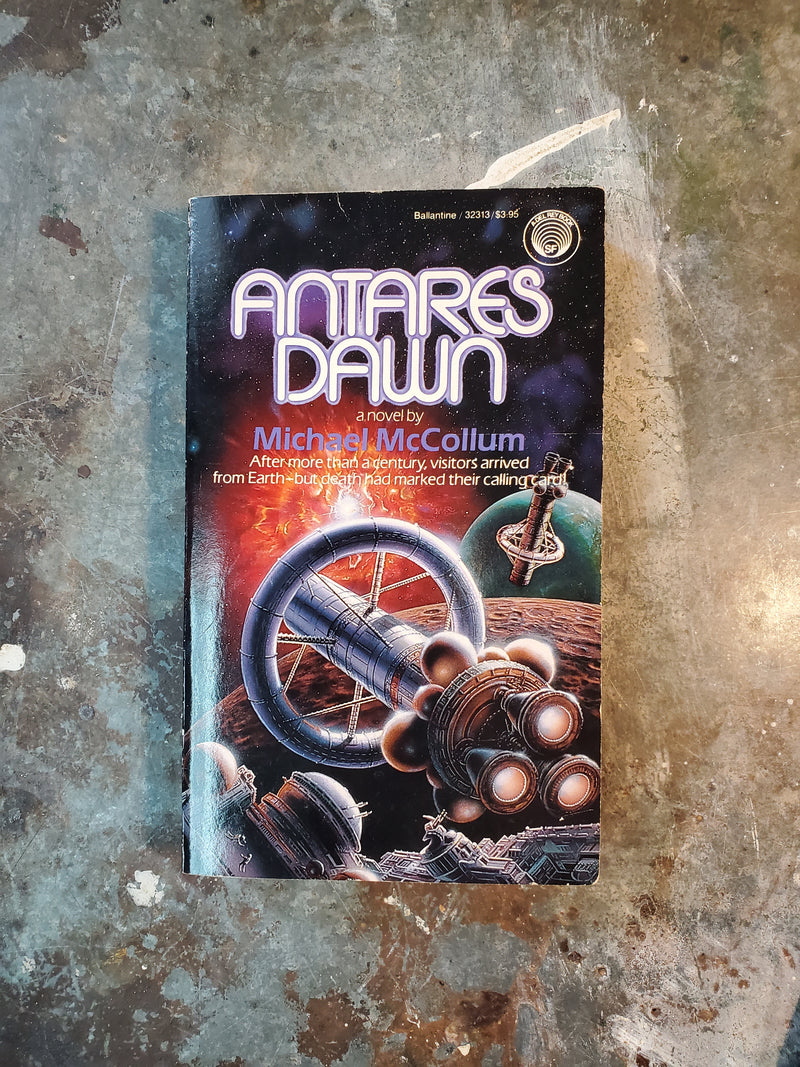 Ballantine / 32313 / $3.95
A DEL REY BOOK
SF
ANTARES
DAWN
a novel by
Michael McCollum
After more than a century, visitors arrived
from Earth–but death had marked their calling card!